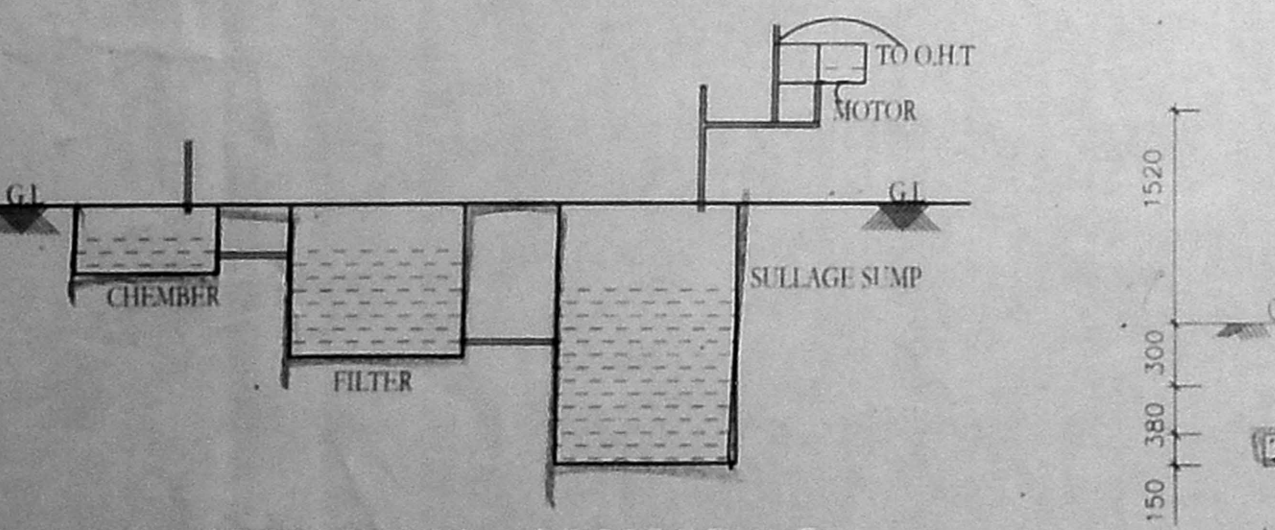 TO O.H.T
MOTOR
G.L
G.L
SULLAGE SUMP
CHEMBER
FILTER
1520
300
380
150